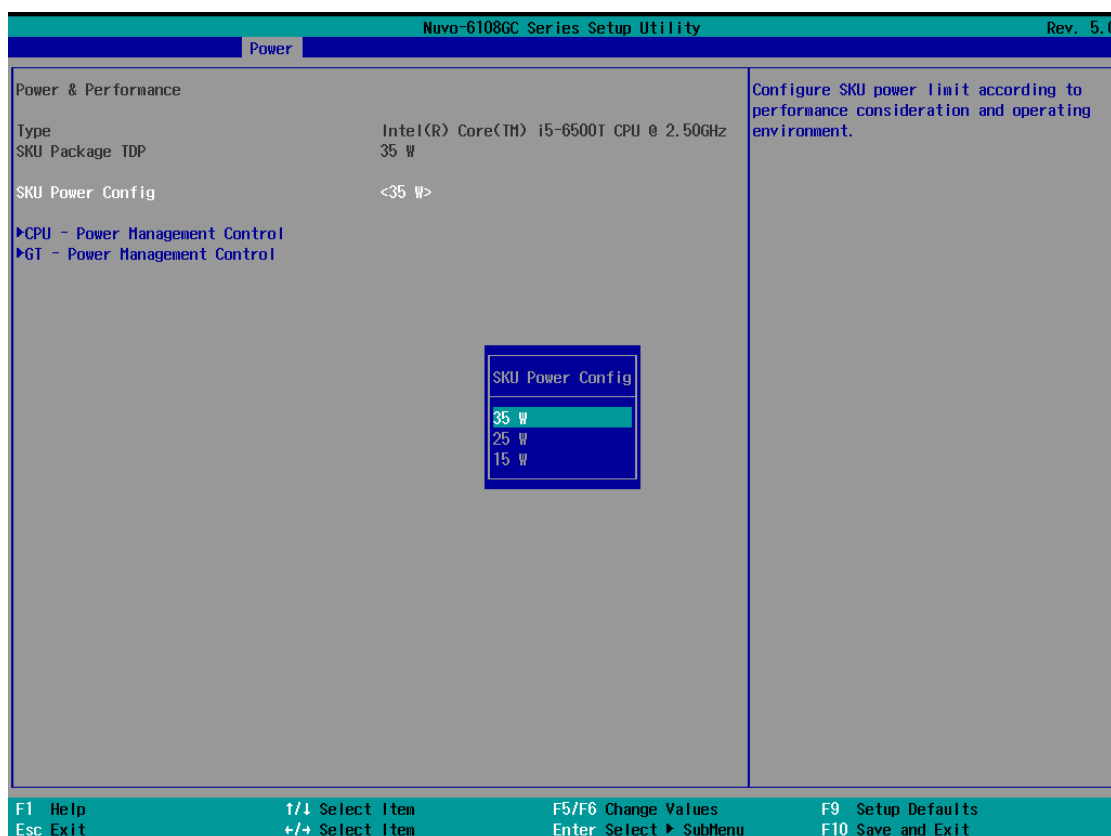 Nuvo-6108GC Series Setup Utility Rev. 5.0
Power
Power & Performance
Type Intel(R) Core(TM) i5-6500T CPU @ 2.50GHz
SKU Package TDP 35 W
SKU Power Config <35 W>
▶CPU - Power Management Control
▶GT - Power Management Control
Configure SKU power limit according to
performance consideration and operating
environment.
SKU Power Config
35 W
25 W
15 W
F1 Help ↑/↓ Select Item F5/F6 Change Values F9 Setup Defaults
Esc Exit ←/→ Select Item Enter Select ▶ SubMenu F10 Save and Exit